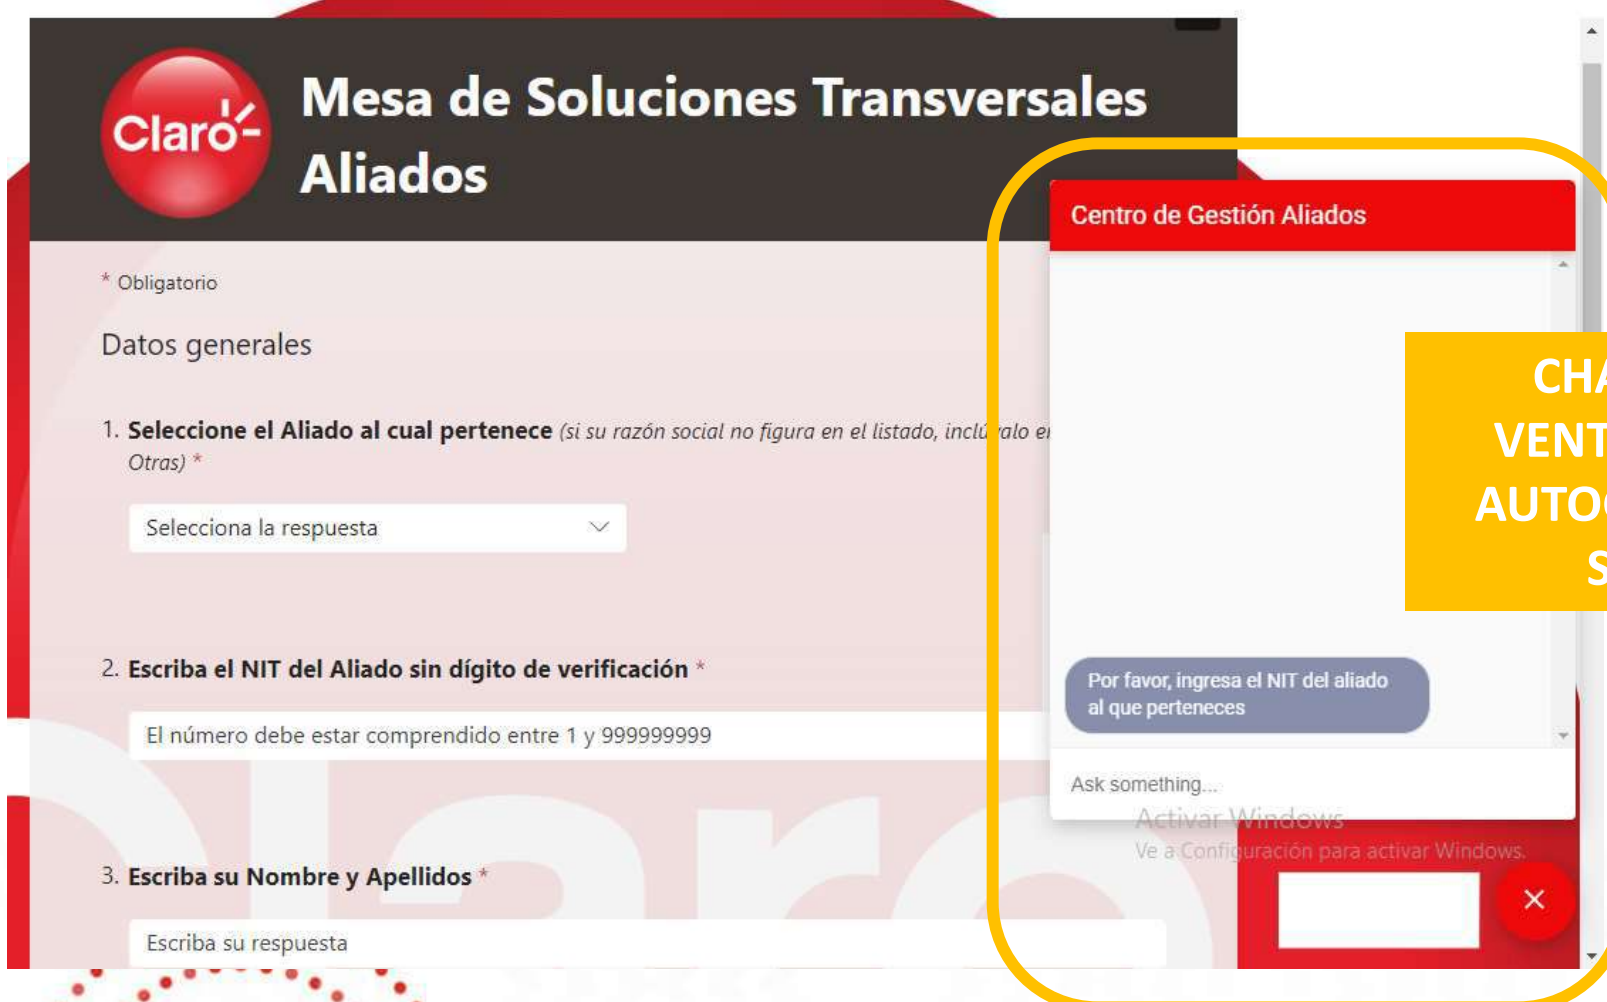 Claro-
Mesa de Soluciones Transversales
Aliados
* Obligatorio
Datos generales
1. Seleccione el Aliado al cual pertenece (si su razón social no figura en el listado, inclúyalo
Otras) *
Selecciona la respuesta
2. Escriba el NIT del Aliado sin dígito de verificación *
El número debe estar comprendido entre 1 y 999999999
3. Escriba su Nombre y Apellidos *
Escriba su respuesta
Centro de Gestión Aliados
Por favor, ingresa el NIT del aliado
al que perteneces
Ask something...
Activar Windows
Ve a Configuración para activar Windows.